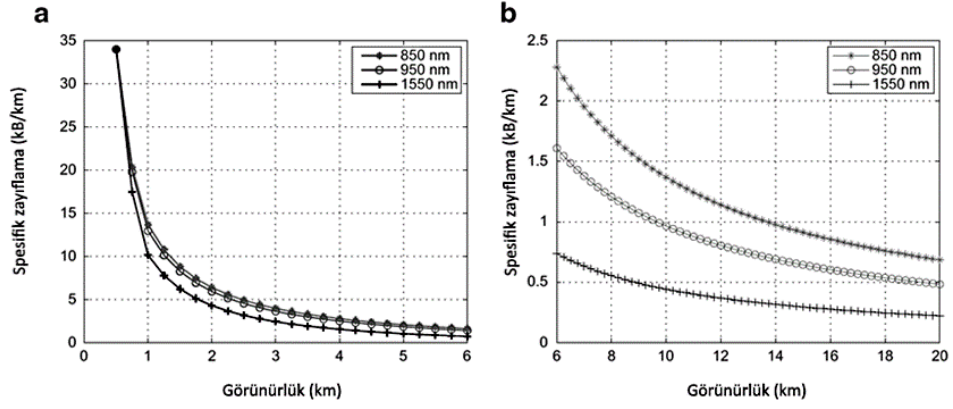 a
35
30
25
20
15
10
5
0
0 1 2 3 4 5 6
850 nm
950 nm
1550 nm
Spesifik zayıflama (kB/km)
Görünürlük (km)
b
2.5
2
1.5
1
0.5
0
6 8 10 12 14 16 18 20
850 nm
950 nm
1550 nm
Spesifik zayıflama (kB/km)
Görünürlük (km)